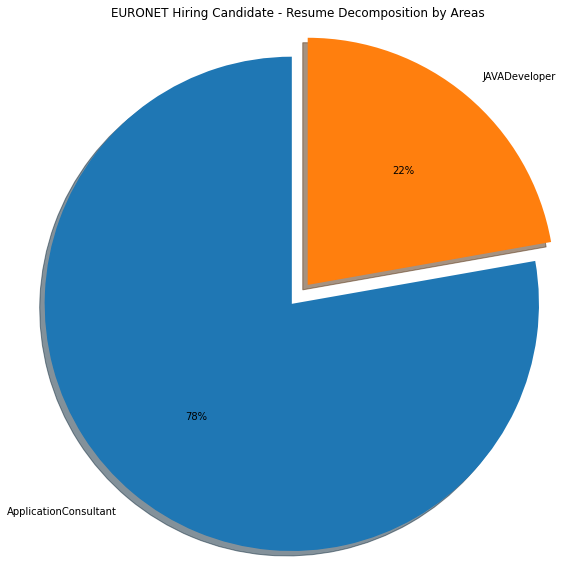 EURONET Hiring Candidate - Resume Decomposition by Areas
JAVADeveloper
22%
78%
ApplicationConsultant